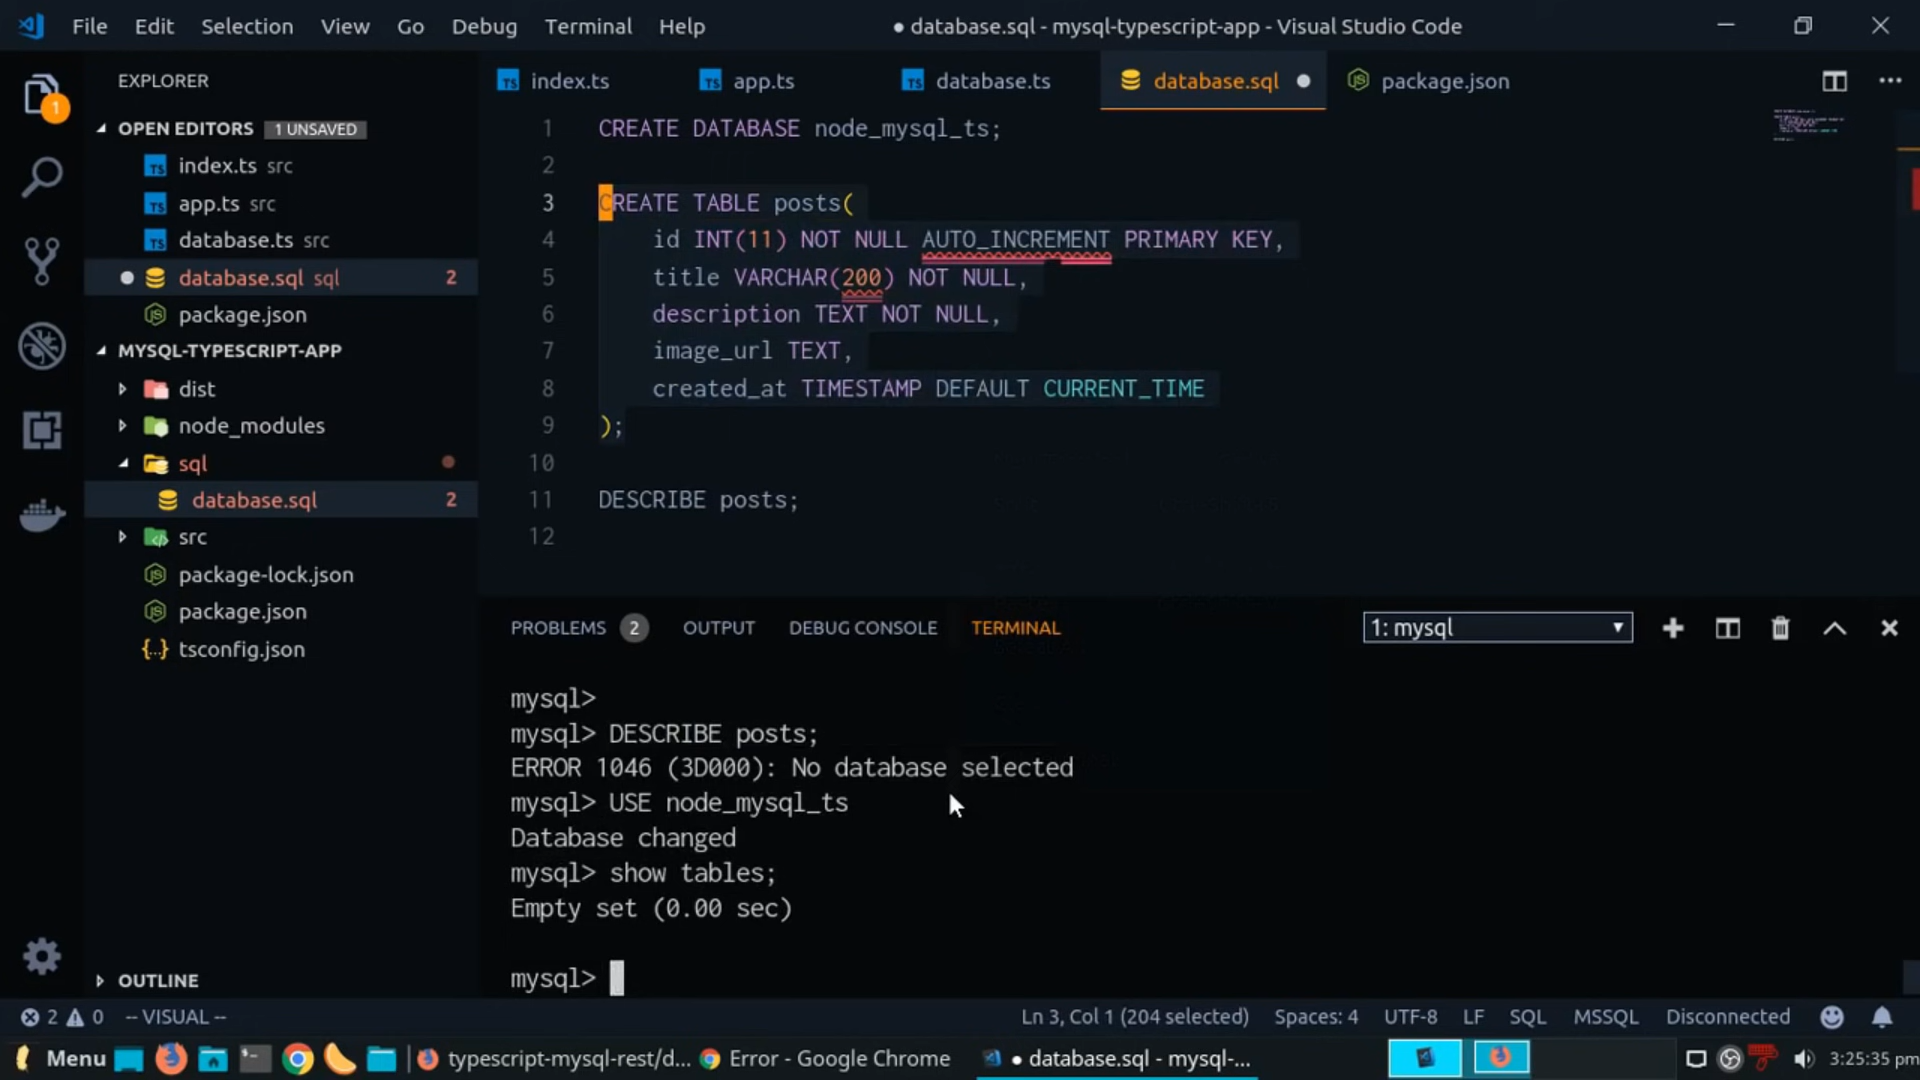 File Edit Selection View Go Debug Terminal Help
● database.sql - mysql-typescript-app - Visual Studio Code
EXPLORER
1
OPEN EDITORS 1 UNSAVED
index.ts src
app.ts src
database.ts src
database.sql sql 2
package.json
MYSQL-TYPESCRIPT-APP
dist
node_modules
sql
database.sql 2
src
package-lock.json
package.json
tsconfig.json
OUTLINE
index.ts app.ts database.ts database.sql package.json
1 CREATE DATABASE node_mysql_ts;
2
3 CREATE TABLE posts(
4 id INT(11) NOT NULL AUTO_INCREMENT PRIMARY KEY,
5 title VARCHAR(200) NOT NULL,
6 description TEXT NOT NULL,
7 image_url TEXT,
8 created_at TIMESTAMP DEFAULT CURRENT_TIME
9 );
10
11 DESCRIBE posts;
12
PROBLEMS 2 OUTPUT DEBUG CONSOLE TERMINAL 1: mysql
mysql>
mysql> DESCRIBE posts;
ERROR 1046 (3D000): No database selected
mysql> USE node_mysql_ts
Database changed
mysql> show tables;
Empty set (0.00 sec)
mysql>
2 0 -- VISUAL -- Ln 3, Col 1 (204 selected) Spaces: 4 UTF-8 LF SQL MSSQL Disconnected
Menu typescript-mysql-rest/d... Error - Google Chrome ● database.sql - mysql-... 3:25:35 pm